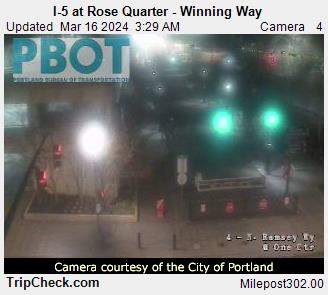 I-5 at Rose Quarter - Winning Way
Updated Mar 16 2024 3:29 AM Camera 4
PBOT
PORTLAND BUREAU OF TRANSPORTATION
4 - N. Ramsey Wy
@ One Ctr
Camera courtesy of the City of Portland
TripCheck.com Milepost302.00